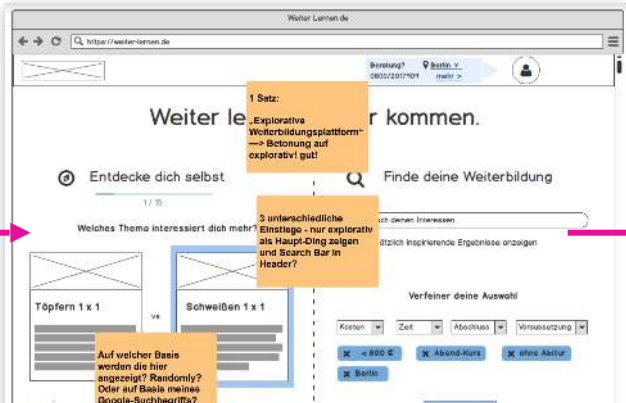 Weiter Lernen.de
https://weiter-lernen.de
Beratung? Berlin v
0800/2017909 mehr >
Weiter le r kommen.
1 Satz:
„Explorative
Weiterbildungsplattform“
—> Betonung auf
explorativ! gut!
Entdecke dich selbst
1 / 15
Welches Thema interessiert dich mehr?
Töpfern 1 x 1
vs
Schweißen 1 x 1
3 unterschiedliche
Einstiege - nur explorativ
als Haupt-Ding zeigen
und Search Bar in
Header?
Auf welcher Basis
werden die hier
angezeigt? Randomly?
Oder auf Basis meines
Google-Suchbegriffs?
Finde deine Weiterbildung
ch deinen Interessen
ätzlich inspirierende Ergebnisse anzeigen
Verfeiner deine Auswahl
Kosten Zeit Abschluss Voraussetzung
x < 600 € x Abend-Kurs x ohne Abitur
x Berlin